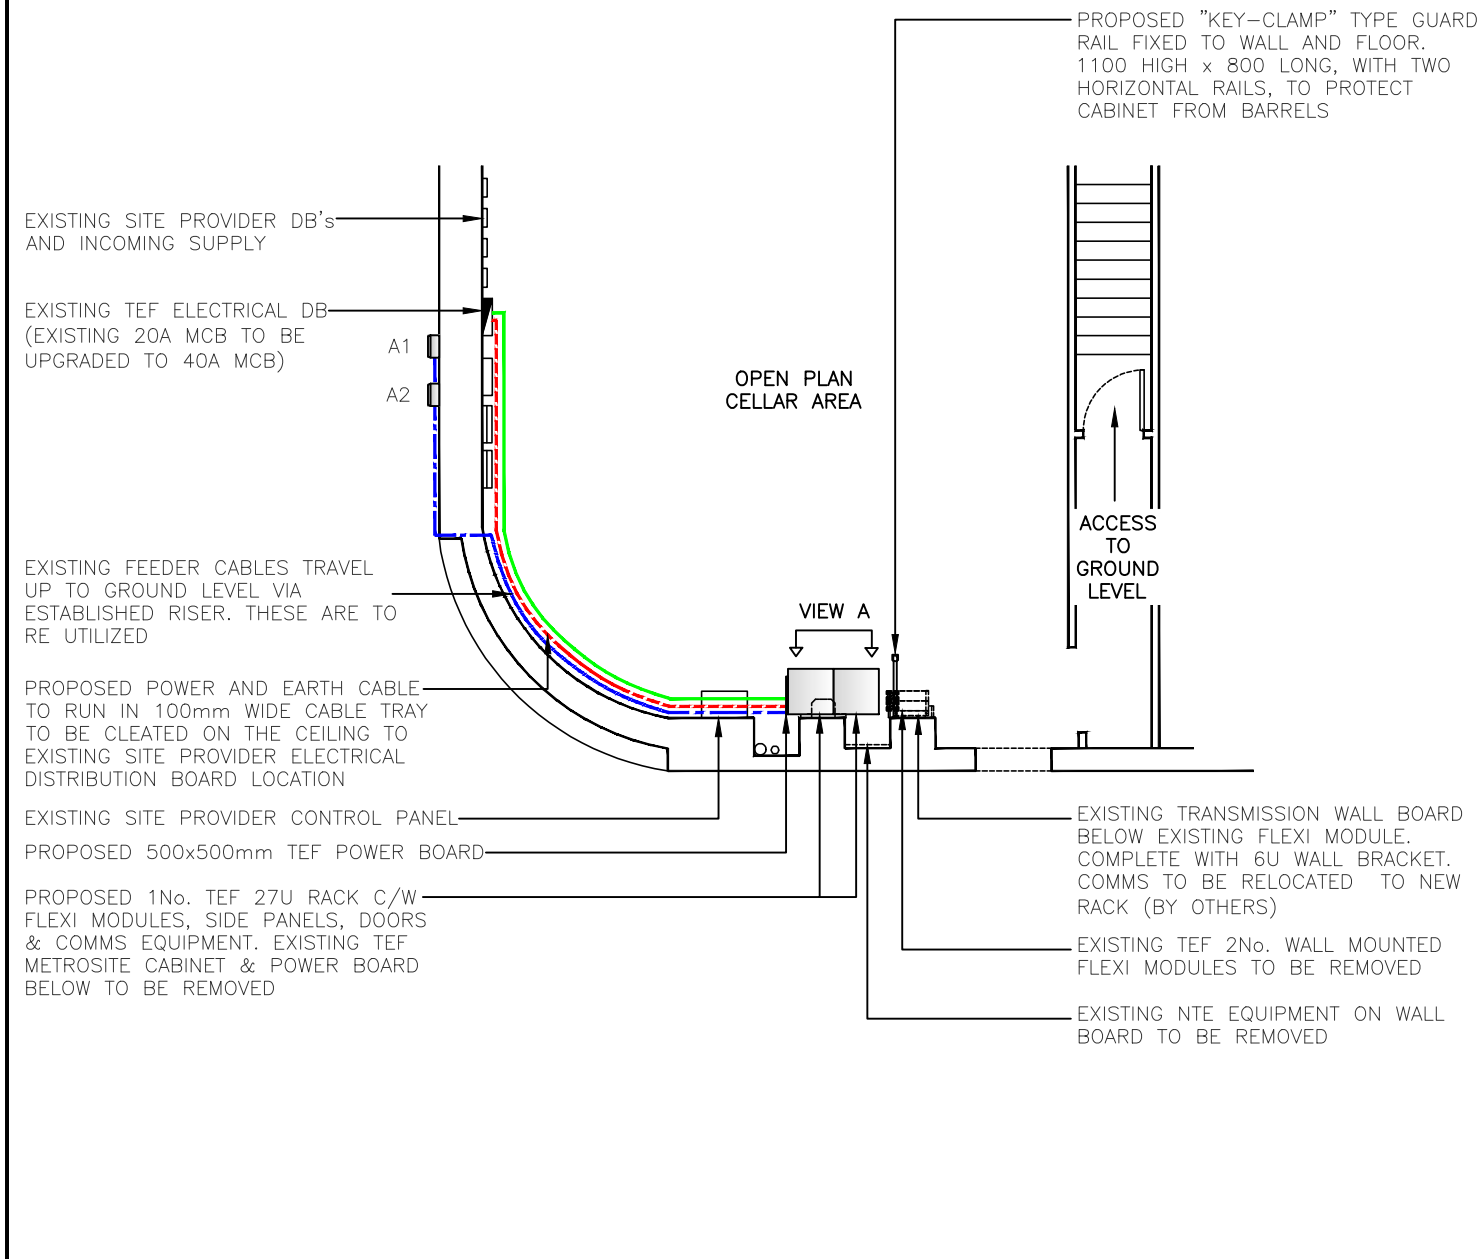 PROPOSED "KEY-CLAMP" TYPE GUARD
RAIL FIXED TO WALL AND FLOOR.
1100 HIGH x 800 LONG, WITH TWO
HORIZONTAL RAILS, TO PROTECT
CABINET FROM BARRELS
EXISTING SITE PROVIDER DB's
AND INCOMING SUPPLY
EXISTING TEF ELECTRICAL DB
(EXISTING 20A MCB TO BE
UPGRADED TO 40A MCB)
A1
A2
OPEN PLAN
CELLAR AREA
ACCESS
TO
GROUND
LEVEL
EXISTING FEEDER CABLES TRAVEL
UP TO GROUND LEVEL VIA
ESTABLISHED RISER. THESE ARE TO
RE UTILIZED
VIEW A
PROPOSED POWER AND EARTH CABLE
TO RUN IN 100mm WIDE CABLE TRAY
TO BE CLEATED ON THE CEILING TO
EXISTING SITE PROVIDER ELECTRICAL
DISTRIBUTION BOARD LOCATION
EXISTING SITE PROVIDER CONTROL PANEL
PROPOSED 500x500mm TEF POWER BOARD
PROPOSED 1No. TEF 27U RACK C/W
FLEXI MODULES, SIDE PANELS, DOORS
& COMMS EQUIPMENT. EXISTING TEF
METROSITE CABINET & POWER BOARD
BELOW TO BE REMOVED
EXISTING TRANSMISSION WALL BOARD
BELOW EXISTING FLEXI MODULE.
COMPLETE WITH 6U WALL BRACKET.
COMMS TO BE RELOCATED TO NEW
RACK (BY OTHERS)
EXISTING TEF 2No. WALL MOUNTED
FLEXI MODULES TO BE REMOVED
EXISTING NTE EQUIPMENT ON WALL
BOARD TO BE REMOVED